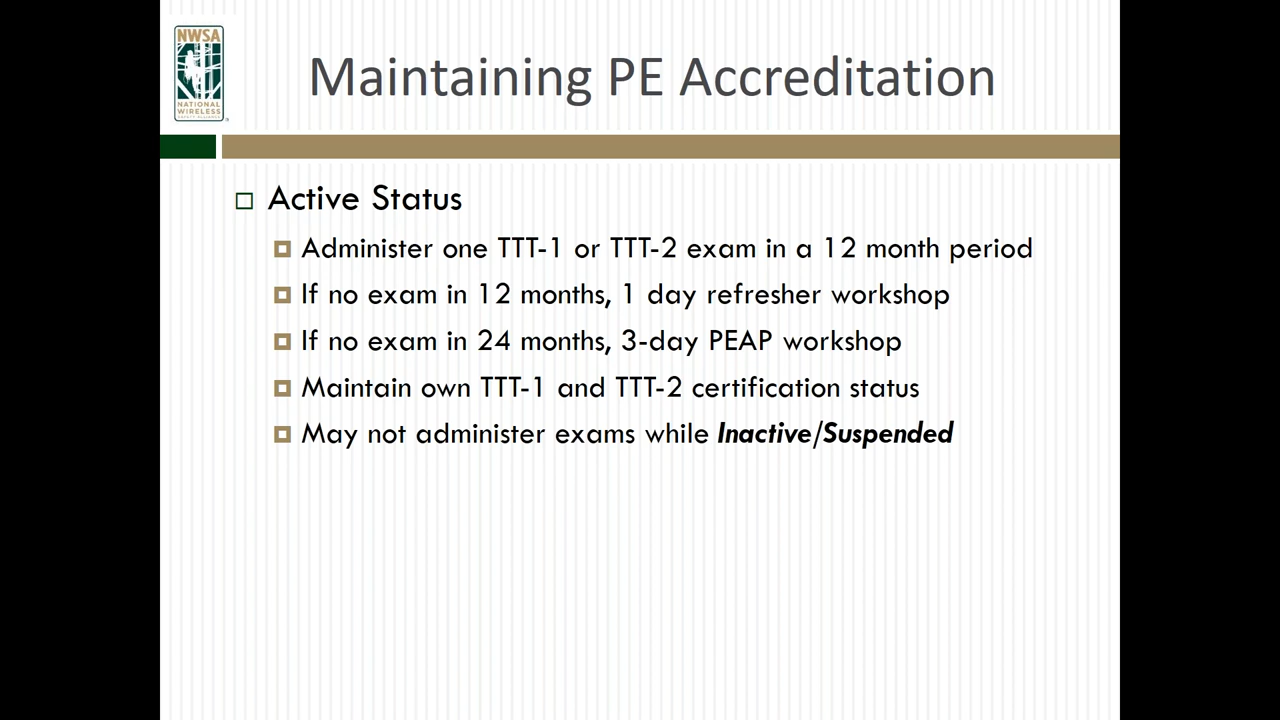 NWSA
NATIONAL
WIRELESS
SAFETY ALLIANCE
Maintaining PE Accreditation
Active Status
Administer one TTT-1 or TTT-2 exam in a 12 month period
If no exam in 12 months, 1 day refresher workshop
If no exam in 24 months, 3-day PEAP workshop
Maintain own TTT-1 and TTT-2 certification status
May not administer exams while Inactive/Suspended